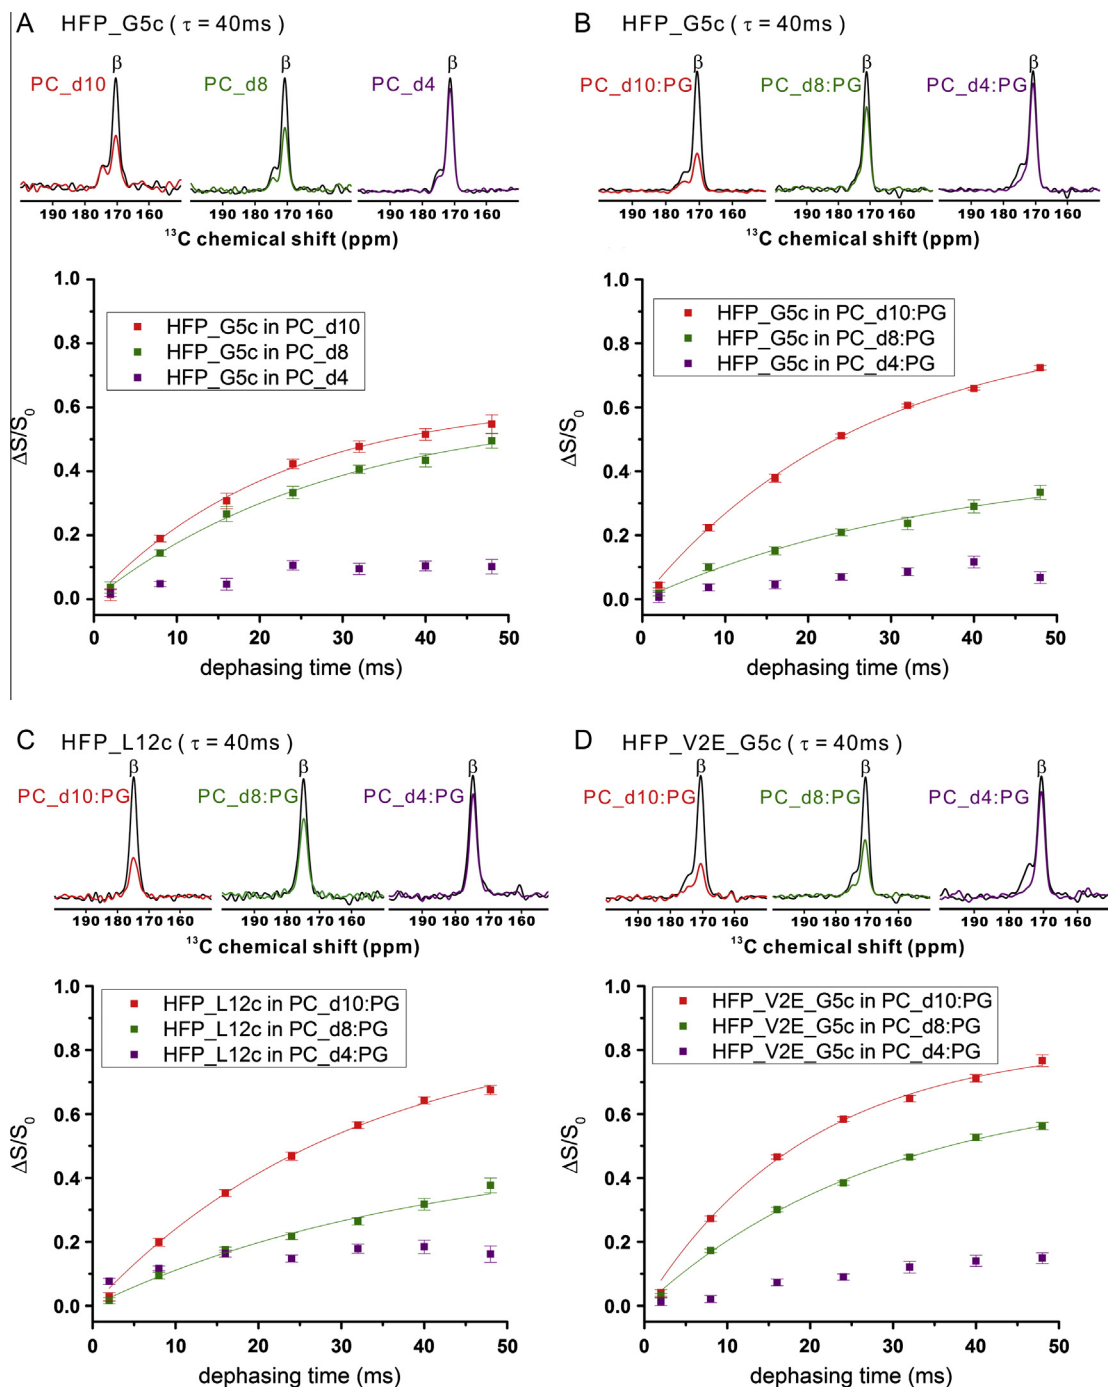 A HFP_G5c ( τ = 40ms )
β β β
PC_d10 PC_d8 PC_d4
190 170 160 190 170 160 190 170 160
¹³C chemical shift (ppm)
1.0
0.8
0.6
0.4
0.2
0.0
ΔS/S₀
HFP_G5c in PC_d10
HFP_G5c in PC_d8
HFP_G5c in PC_d4
0 10 20 30 40 50
dephasing time (ms)
B HFP_G5c ( τ = 40ms )
β β β
PC_d10:PG PC_d8:PG PC_d4:PG
190 180 170 160 190 180 170 160 190 180 170 160
¹³C chemical shift (ppm)
1.0
0.8
0.6
0.4
0.2
0.0
ΔS/S₀
HFP_G5c in PC_d10:PG
HFP_G5c in PC_d8:PG
HFP_G5c in PC_d4:PG
0 10 20 30 40 50
dephasing time (ms)
C HFP_L12c ( τ = 40ms )
β β β
PC_d10:PG PC_d8:PG PC_d4:PG
190 170 160 190 170 160 190 170 160
¹³C chemical shift (ppm)
1.0
0.8
0.6
0.4
0.2
0.0
ΔS/S₀
HFP_L12c in PC_d10:PG
HFP_L12c in PC_d8:PG
HFP_L12c in PC_d4:PG
0 10 20 30 40 50
dephasing time (ms)
D HFP_V2E_G5c ( τ = 40ms )
β β β
PC_d10:PG PC_d8:PG PC_d4:PG
190 180 170 160 190 180 170 160 190 180 170 160
¹³C chemical shift (ppm)
1.0
0.8
0.6
0.4
0.2
0.0
ΔS/S₀
HFP_V2E_G5c in PC_d10:PG
HFP_V2E_G5c in PC_d8:PG
HFP_V2E_G5c in PC_d4:PG
0 10 20 30 40 50
dephasing time (ms)